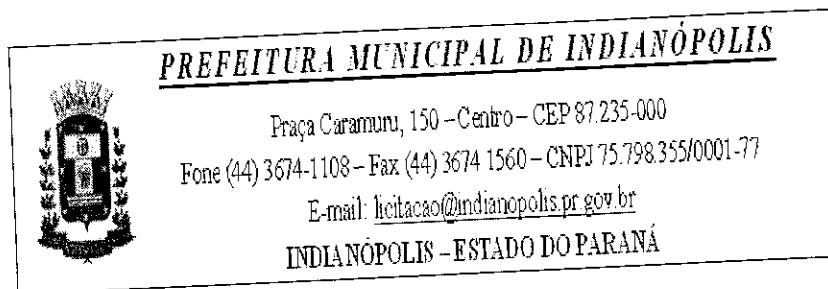 PREFEITURA MUNICIPAL DE INDIANÓPOLIS
Praça Caramuru, 150 – Centro – CEP 87.235-000
Fone (44) 3674-1108 – Fax (44) 3674 1560 – CNPJ 75.798.355/0001-77
E-mail: licitacao@indianopolis.pr.gov.br
INDIANÓPOLIS – ESTADO DO PARANÁ